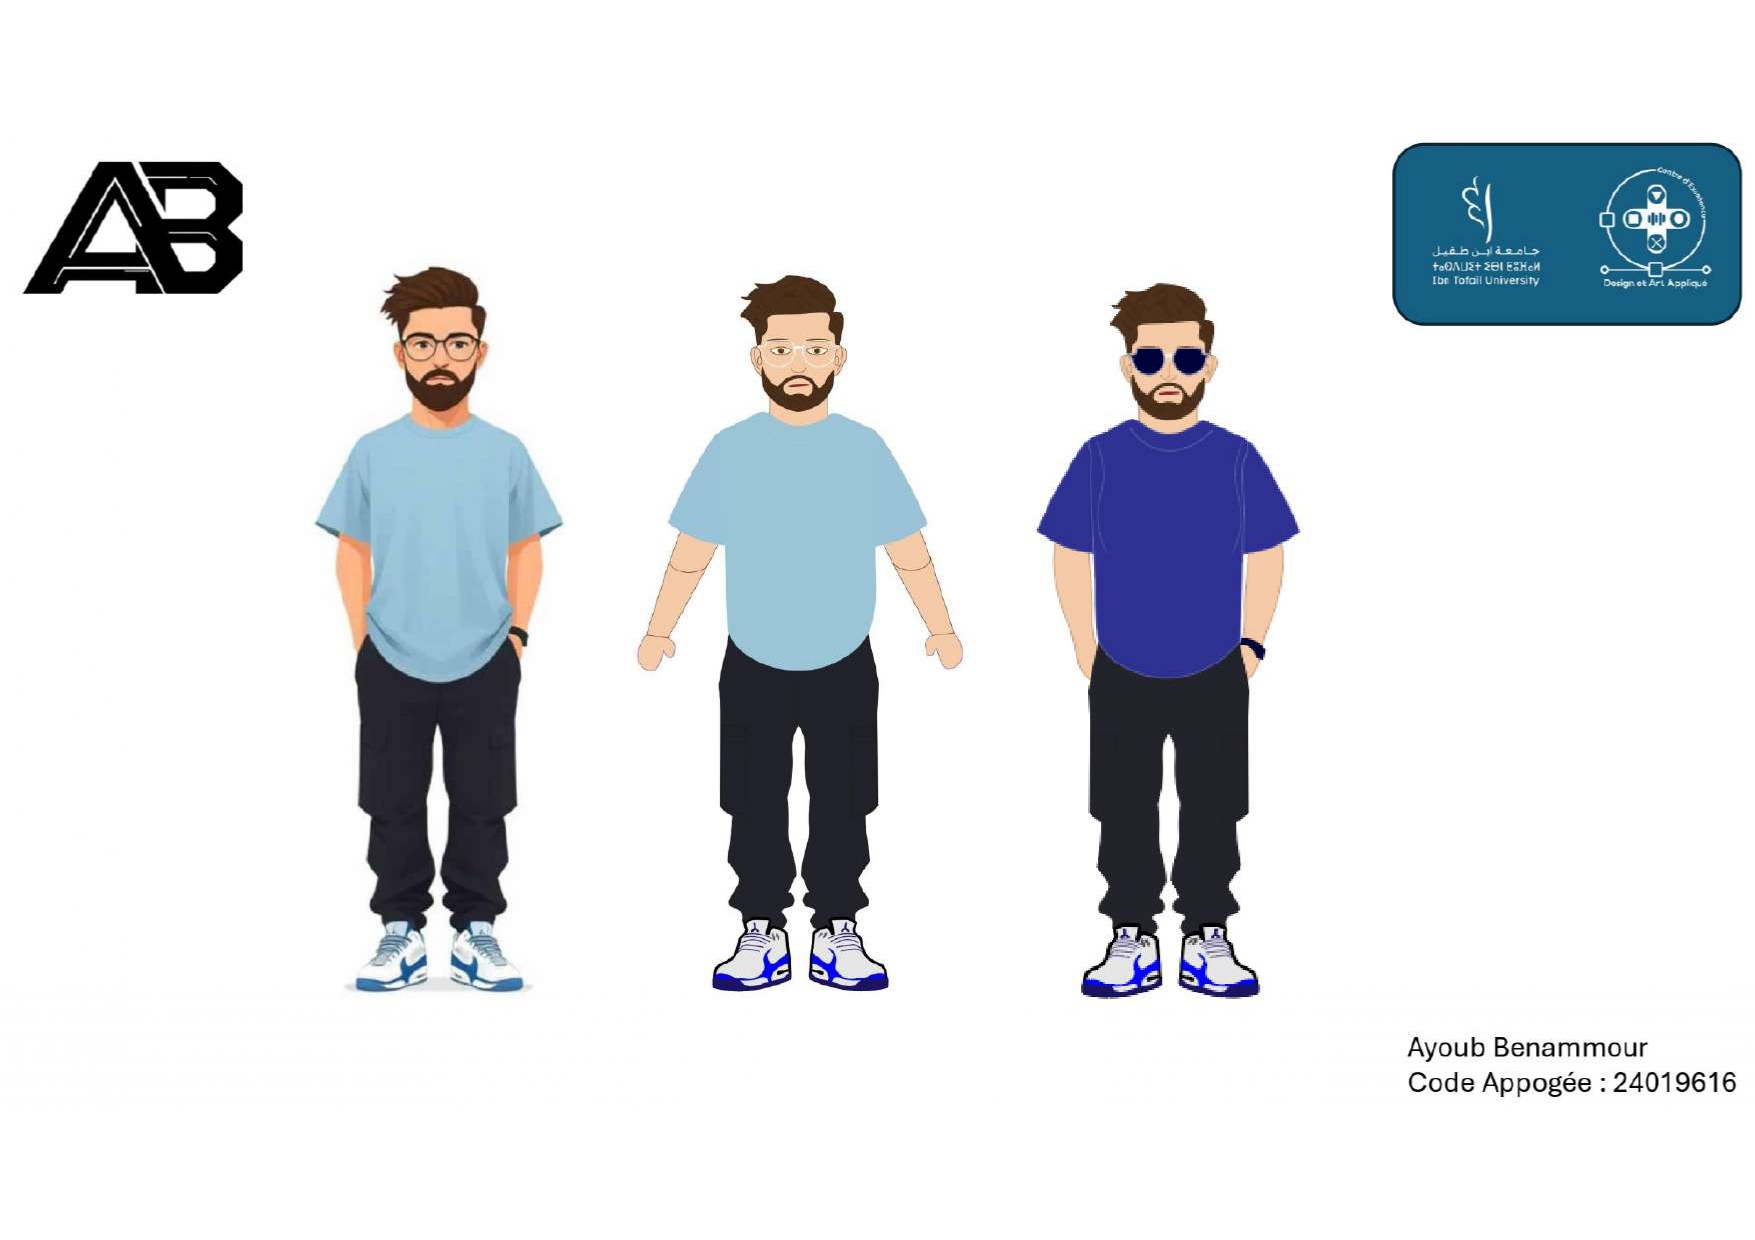 AB
Centre d'Excellence
جامعة ابن طفيل
ⵜⴰⵙⴷⴰⵡⵉⵜ ⵉⴱⵏ ⵟⵓⴼⴰⵢⵍ
Ibn Tofail University
Design et Art Appliqué
Ayoub Benammour
Code Appogée : 24019616